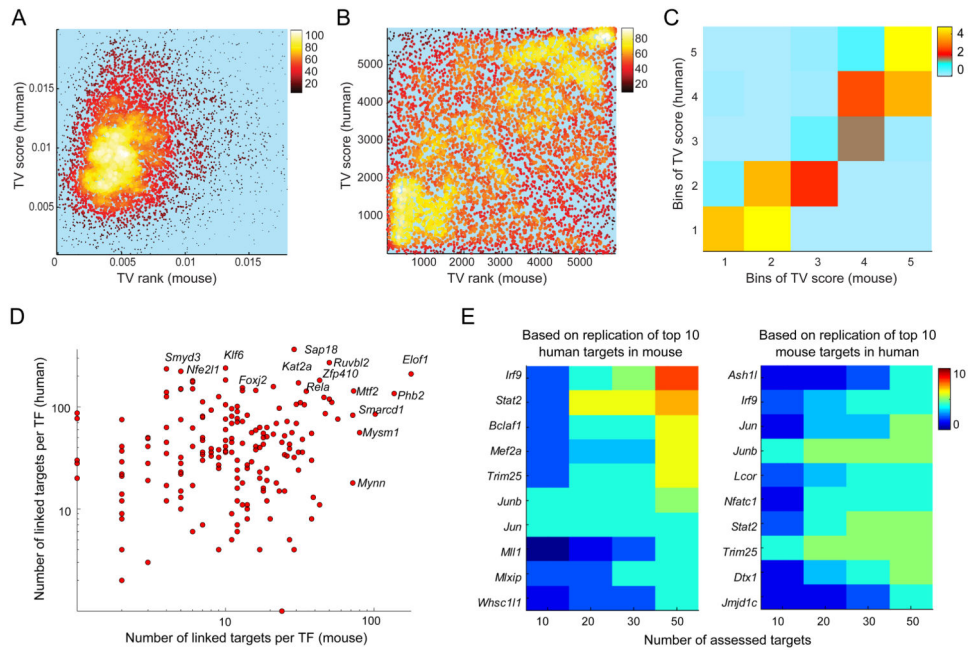 A
TV score (human)
0.015
0.01
0.005
0
0.005
0.01
0.015
TV rank (mouse)
100
80
60
40
20
B
TV score (human)
5000
4000
3000
2000
1000
1000
2000
3000
4000
5000
TV rank (mouse)
80
60
40
20
C
Bins of TV score (human)
5
4
3
2
1
1
2
3
4
5
Bins of TV score (mouse)
4
2
0
D
Number of linked targets per TF (human)
100
10
10
100
Number of linked targets per TF (mouse)
Smyd3
Klf6
Sap18
Nfe2l1
Kat2a
Ruvbl2
Elof1
Foxj2
Zfp410
Rela
Mtf2
Phb2
Smarcd1
Mysm1
Mynn
E
Based on replication of top 10
human targets in mouse
Irf9
Stat2
Bclaf1
Mef2a
Trim25
Junb
Jun
Mll1
Mlxip
Whsc1l1
10
20
30
50
Based on replication of top 10
mouse targets in human
Ash1l
Irf9
Jun
Junb
Lcor
Nfatc1
Stat2
Trim25
Dtx1
Jmjd1c
10
20
30
50
10
5
0
Number of assessed targets